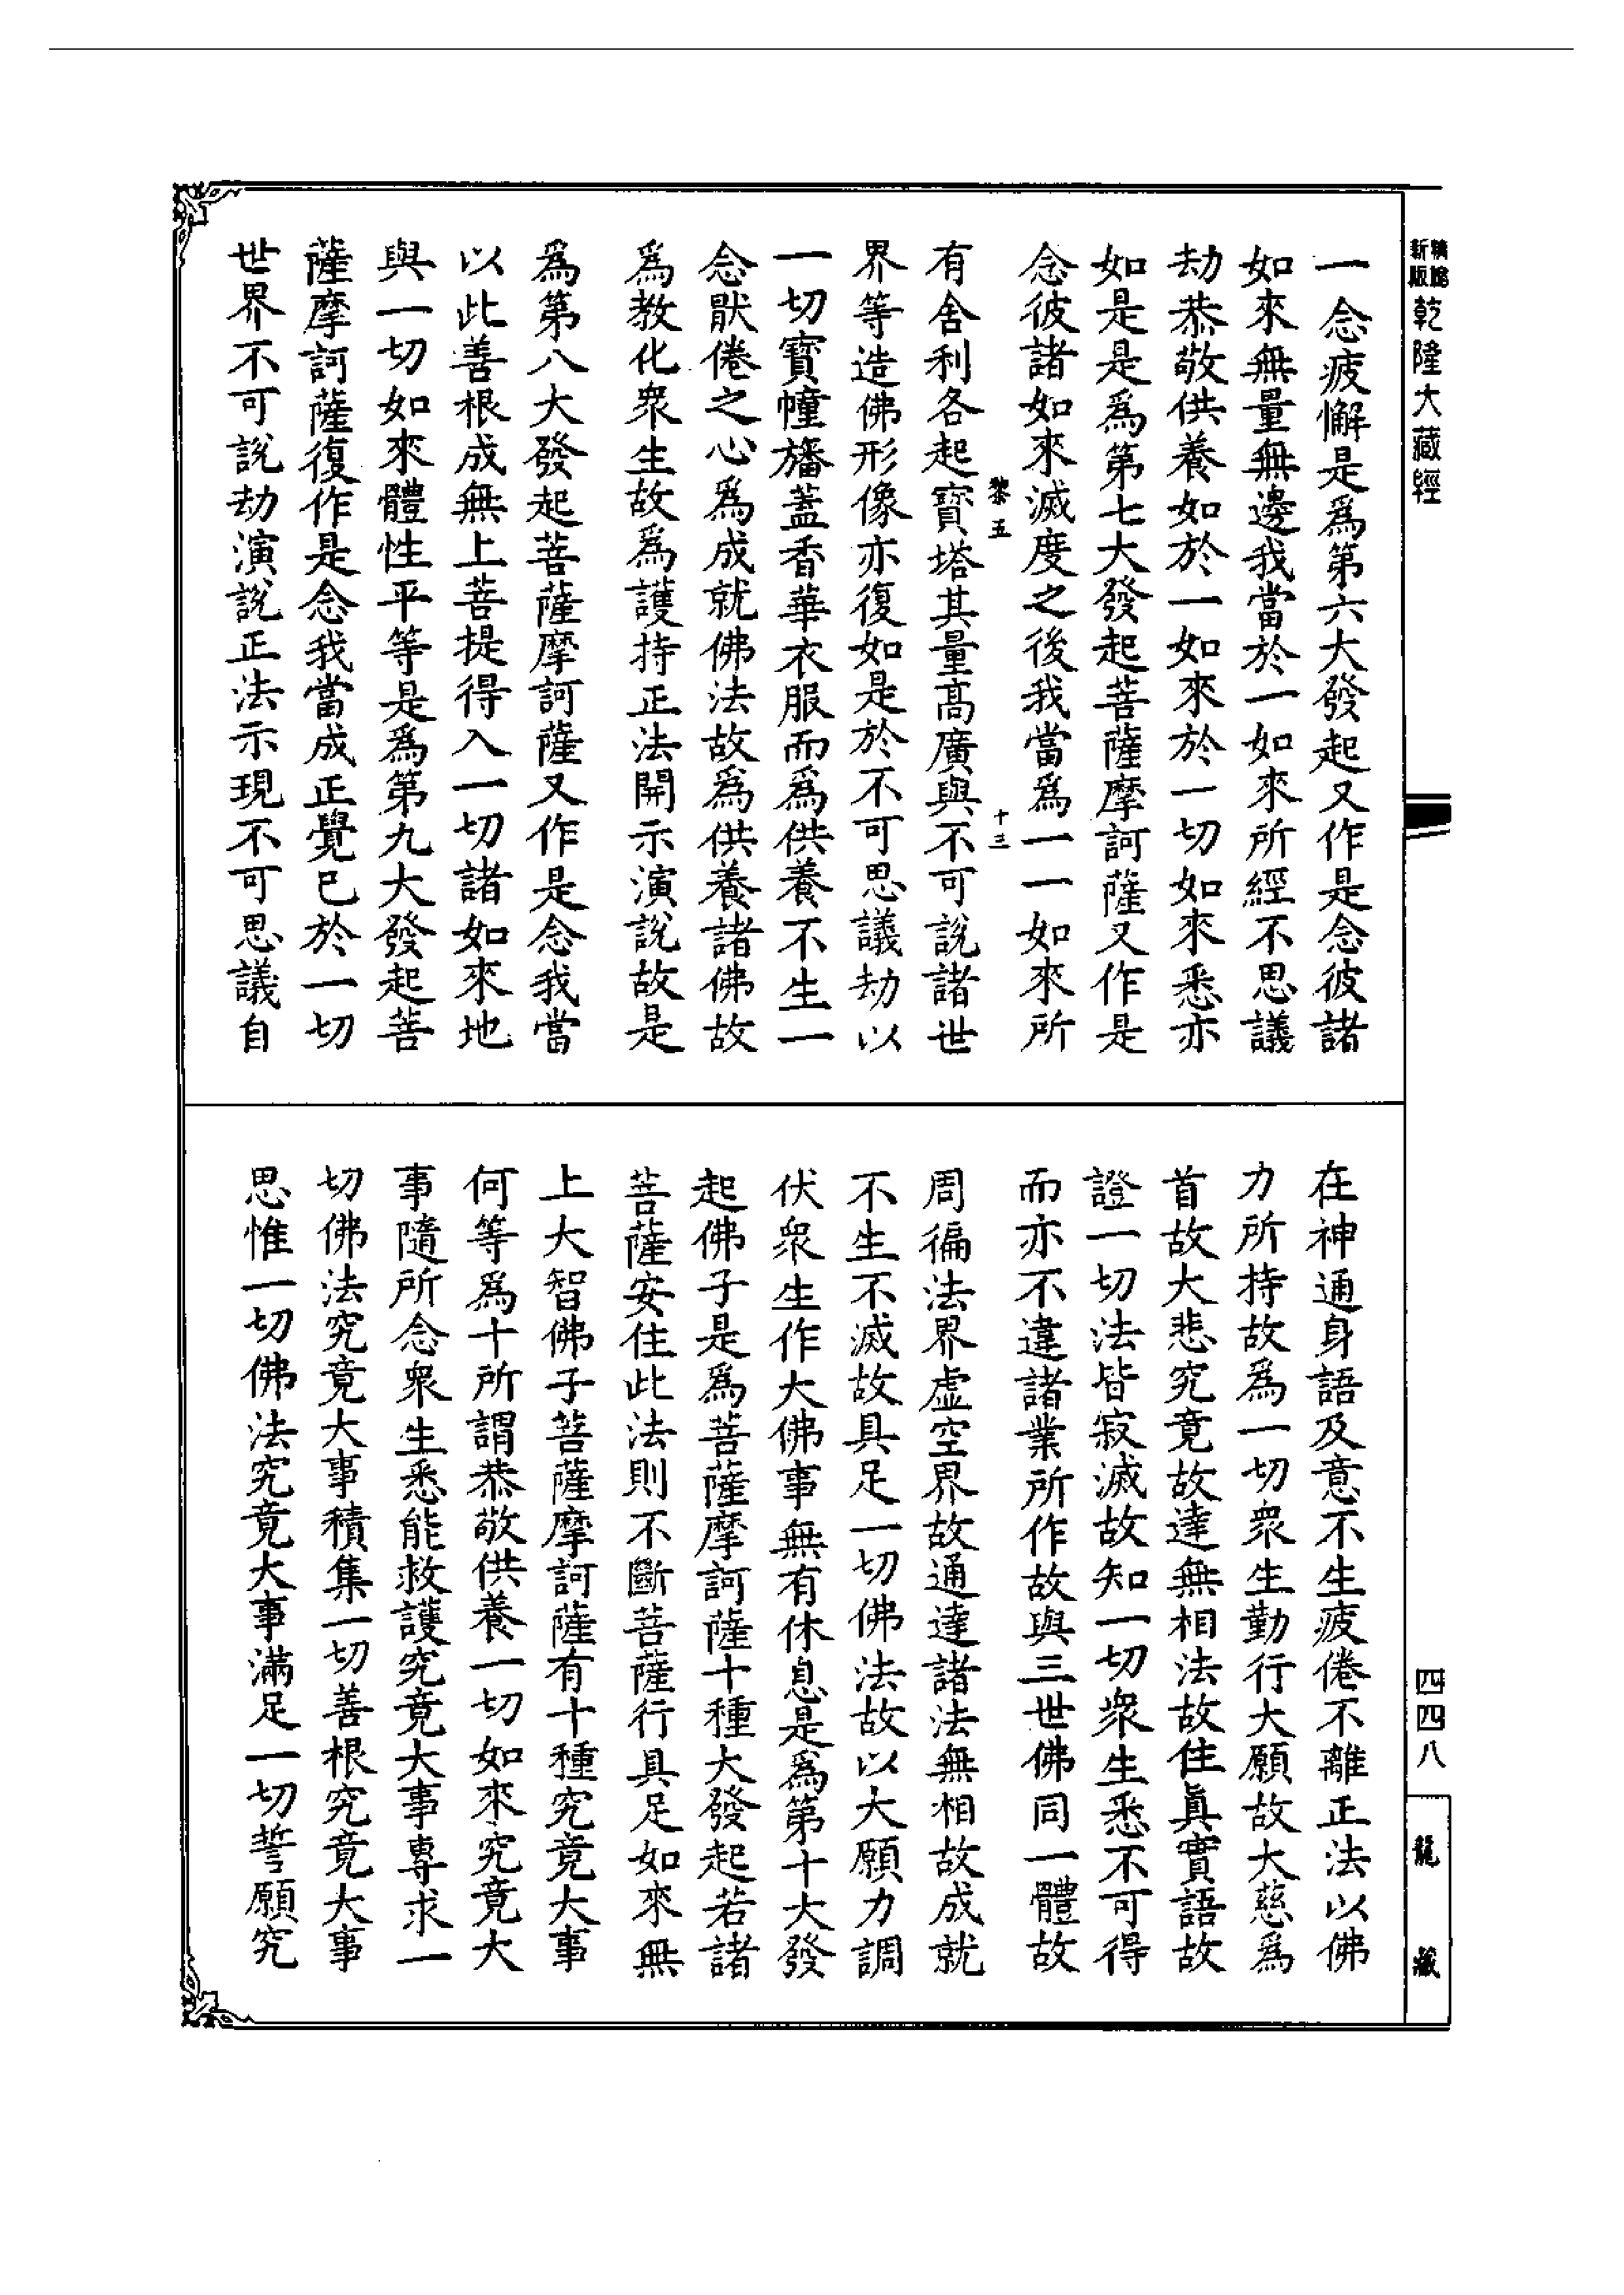 新版
精縮
乾隆大藏經
四四八
龍藏
一念疲懈是爲第六大發起又作是念彼諸
如來無量無邊我當於一如來所經不思議
劫恭敬供養如於一如來於一切如來悉亦
如是是爲第七大發起菩薩摩訶薩又作是
念彼諸如來滅度之後我當爲一一如來所
黎五
十三
有舍利各起寶塔其量高廣與不可說諸世
界等造佛形像亦復如是於不可思議劫以
一切寶幢旛蓋香華衣服而爲供養不生一
念猒倦之心爲成就佛法故爲供養諸佛故
爲教化衆生故爲護持正法開示演說故是
爲第八大發起菩薩摩訶薩又作是念我當
以此善根成無上菩提得入一切諸如來地
與一切如來體性平等是爲第九大發起菩
薩摩訶薩復作是念我當成正覺已於一切
世界不可說劫演說正法示現不可思議自
在神通身語及意不生疲倦不離正法以佛
力所持故爲一切衆生勤行大願故大慈爲
首故大悲究竟故達無相法故住眞實語故
證一切法皆寂滅故知一切衆生悉不可得
而亦不違諸業所作故與三世佛同一體故
周徧法界虛空界故通達諸法無相故成就
不生不滅故具足一切佛法故以大願力調
伏衆生作大佛事無有休息是爲第十大發
起佛子是爲菩薩摩訶薩十種大發起若諸
菩薩安住此法則不斷菩薩行具足如來無
上大智佛子菩薩摩訶薩有十種究竟大事
何等爲十所謂恭敬供養一切如來究竟大
事隨所念衆生悉能救護究竟大事專求一
切佛法究竟大事積集一切善根究竟大事
思惟一切佛法究竟大事滿足一切誓願究